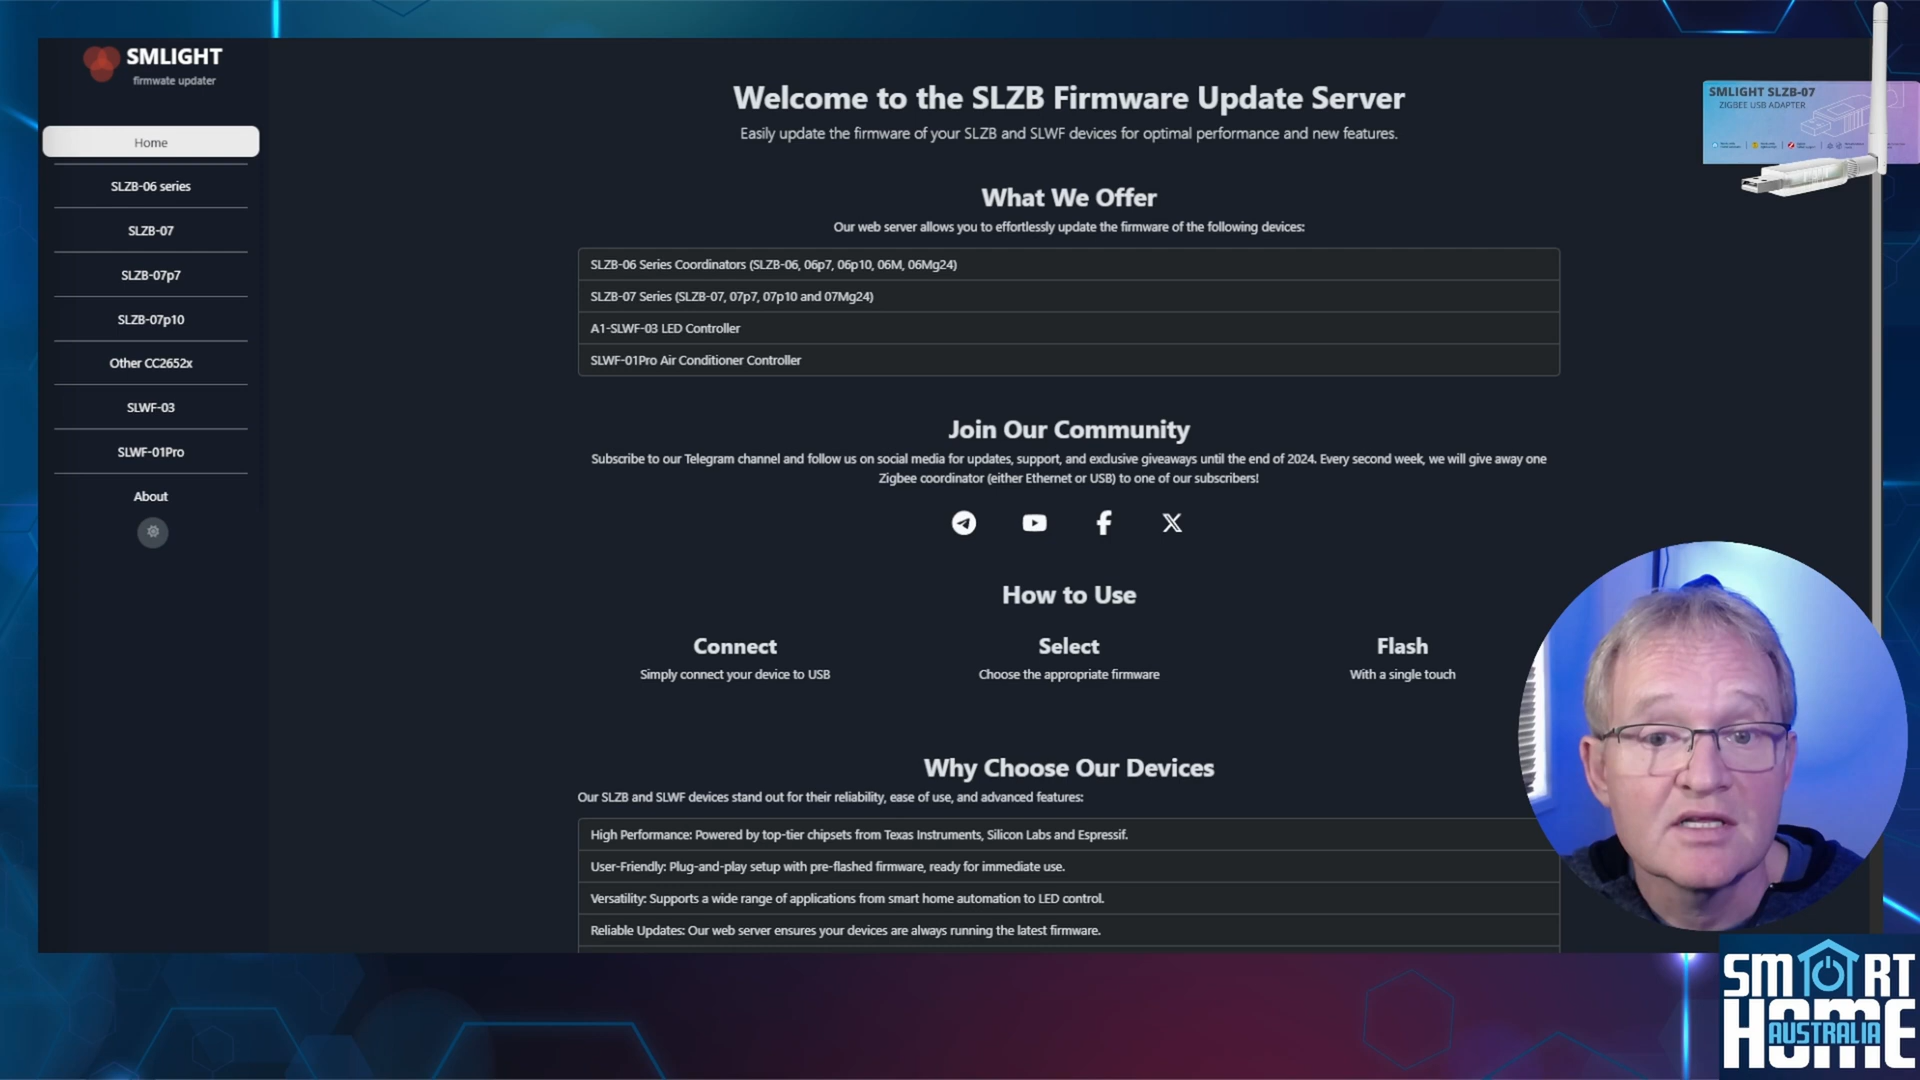 SMLIGHT
firmwate updater
Home
SLZB-06 series
SLZB-07
SLZB-07p7
SLZB-07p10
Other CC2652x
SLWF-03
SLWF-01Pro
About
Welcome to the SLZB Firmware Update Server
Easily update the firmware of your SLZB and SLWF devices for optimal performance and new features.
What We Offer
Our web server allows you to effortlessly update the firmware of the following devices:
SLZB-06 Series Coordinators (SLZB-06, 06p7, 06p10, 06M, 06Mg24)
SLZB-07 Series (SLZB-07, 07p7, 07p10 and 07Mg24)
A1-SLWF-03 LED Controller
SLWF-01Pro Air Conditioner Controller
Join Our Community
Subscribe to our Telegram channel and follow us on social media for updates, support, and exclusive giveaways until the end of 2024. Every second week, we will give away one
Zigbee coordinator (either Ethernet or USB) to one of our subscribers!
How to Use
Connect
Simply connect your device to USB
Select
Choose the appropriate firmware
Flash
With a single touch
Why Choose Our Devices
Our SLZB and SLWF devices stand out for their reliability, ease of use, and advanced features:
High Performance: Powered by top-tier chipsets from Texas Instruments, Silicon Labs and Espressif.
User-Friendly: Plug-and-play setup with pre-flashed firmware, ready for immediate use.
Versatility: Supports a wide range of applications from smart home automation to LED control.
Reliable Updates: Our web server ensures your devices are always running the latest firmware.
SMLIGHT SLZB-07
ZIGBEE USB ADAPTER
SMART
HOME
AUSTRALIA